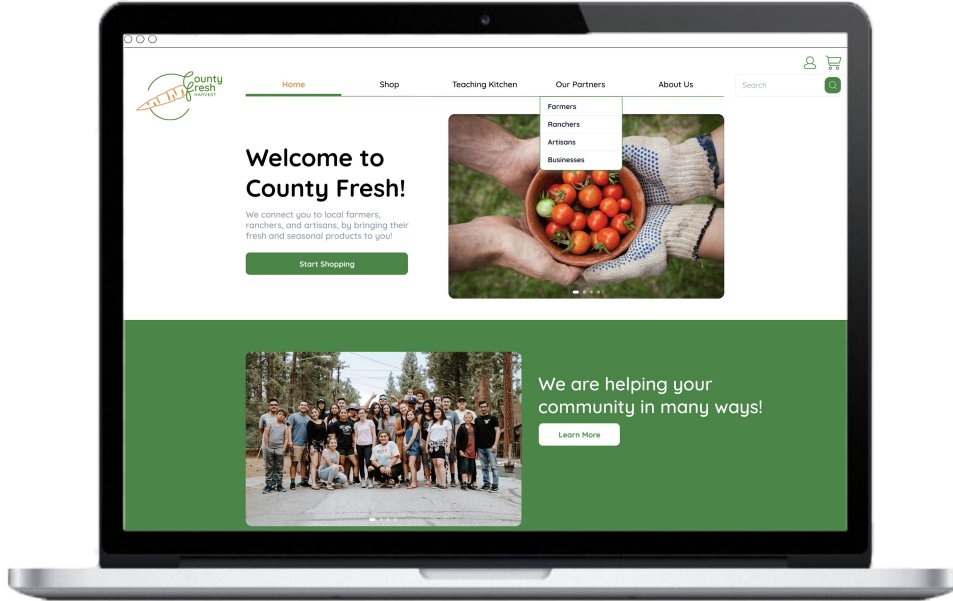 County
fresh
HARVEST
Home
Shop
Teaching Kitchen
Our Partners
About Us
Search
Farmers
Ranchers
Artisans
Businesses
Welcome to
County Fresh!
We connect you to local farmers,
ranchers, and artisans, by bringing their
fresh and seasonal products to you!
Start Shopping
We are helping your
community in many ways!
Learn More